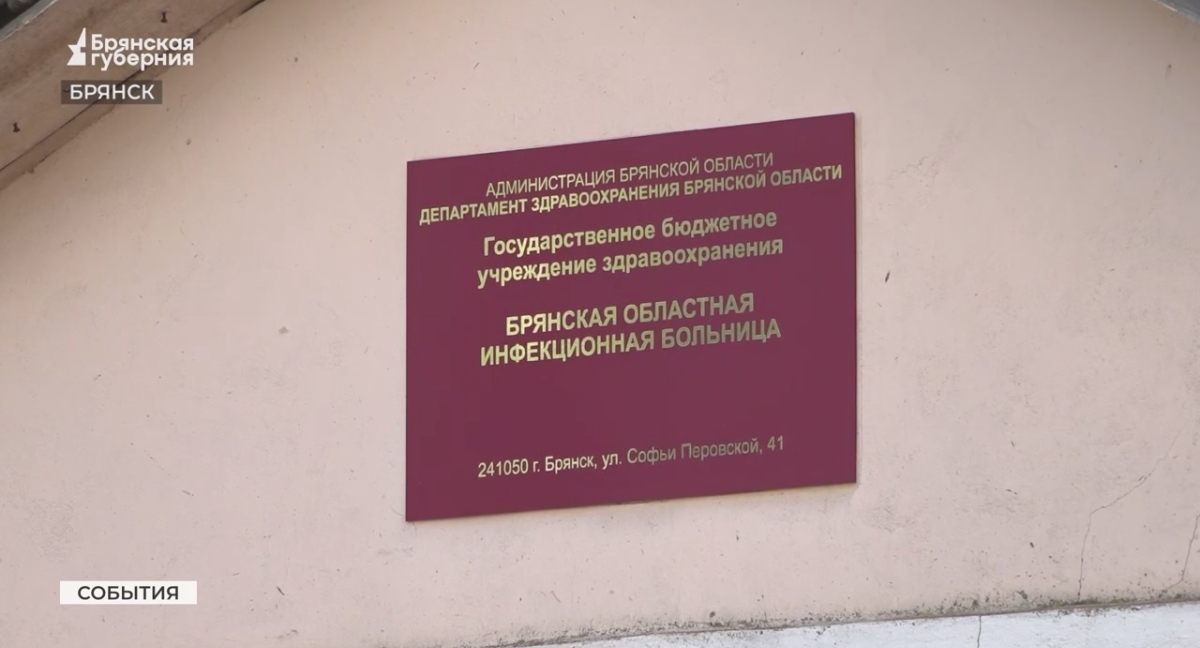 Брянская
губерния
БРЯНСК
АДМИНИСТРАЦИЯ БРЯНСКОЙ ОБЛАСТИ
ДЕПАРТАМЕНТ ЗДРАВООХРАНЕНИЯ БРЯНСКОЙ ОБЛАСТИ
Государственное бюджетное
учреждение здравоохранения
БРЯНСКАЯ ОБЛАСТНАЯ
ИНФЕКЦИОННАЯ БОЛЬНИЦА
241050 г. Брянск, ул. Софьи Перовской, 41
СОБЫТИЯ